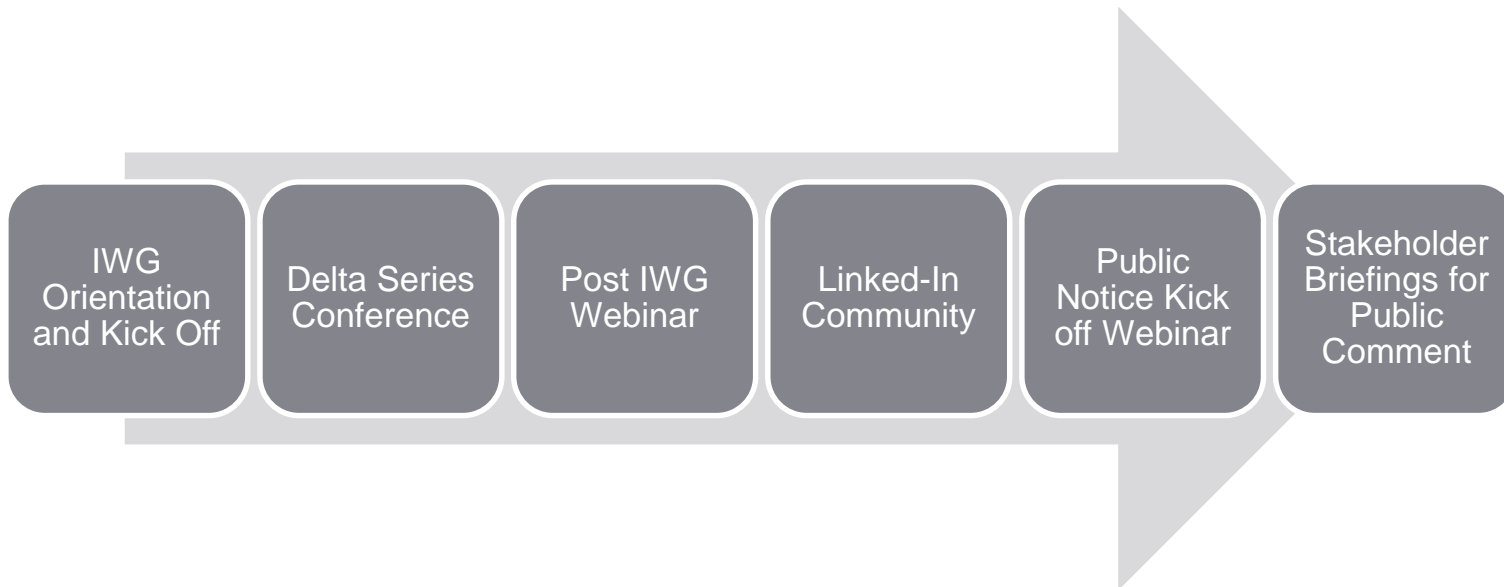 IWG
Orientation
and Kick Off
Delta Series
Conference
Post IWG
Webinar
Linked-In
Community
Public
Notice Kick
off Webinar
Stakeholder
Briefings for
Public
Comment